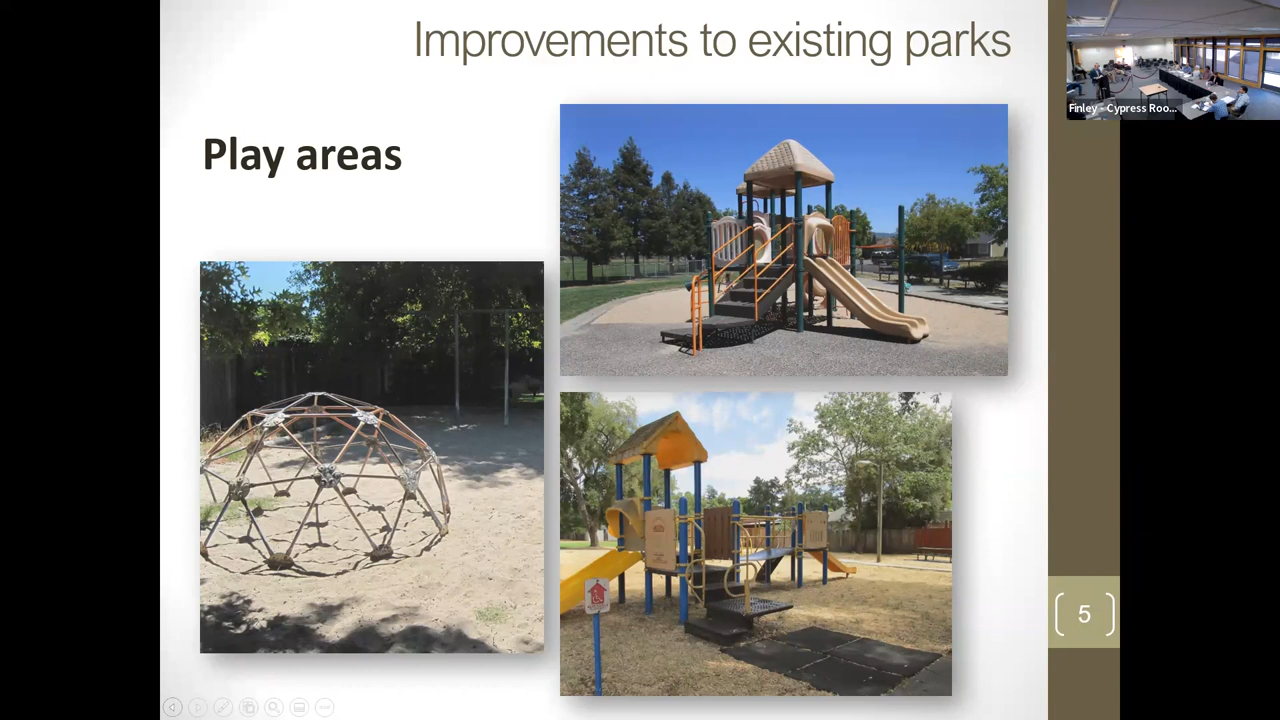 Improvements to existing parks
Finley - Cypress Roo...
Play areas
5